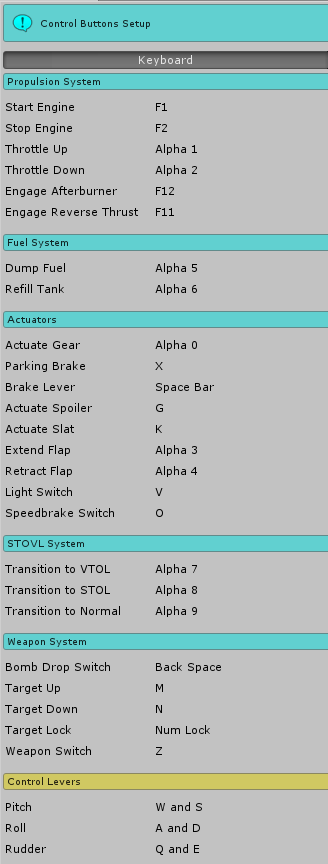 Control Buttons Setup
Keyboard
Propulsion System
Start Engine F1
Stop Engine F2
Throttle Up Alpha 1
Throttle Down Alpha 2
Engage Afterburner F12
Engage Reverse Thrust F11
Fuel System
Dump Fuel Alpha 5
Refill Tank Alpha 6
Actuators
Actuate Gear Alpha 0
Parking Brake X
Brake Lever Space Bar
Actuate Spoiler G
Actuate Slat K
Extend Flap Alpha 3
Retract Flap Alpha 4
Light Switch V
Speedbrake Switch O
STOVL System
Transition to VTOL Alpha 7
Transition to STOL Alpha 8
Transition to Normal Alpha 9
Weapon System
Bomb Drop Switch Back Space
Target Up M
Target Down N
Target Lock Num Lock
Weapon Switch Z
Control Levers
Pitch W and S
Roll A and D
Rudder Q and E